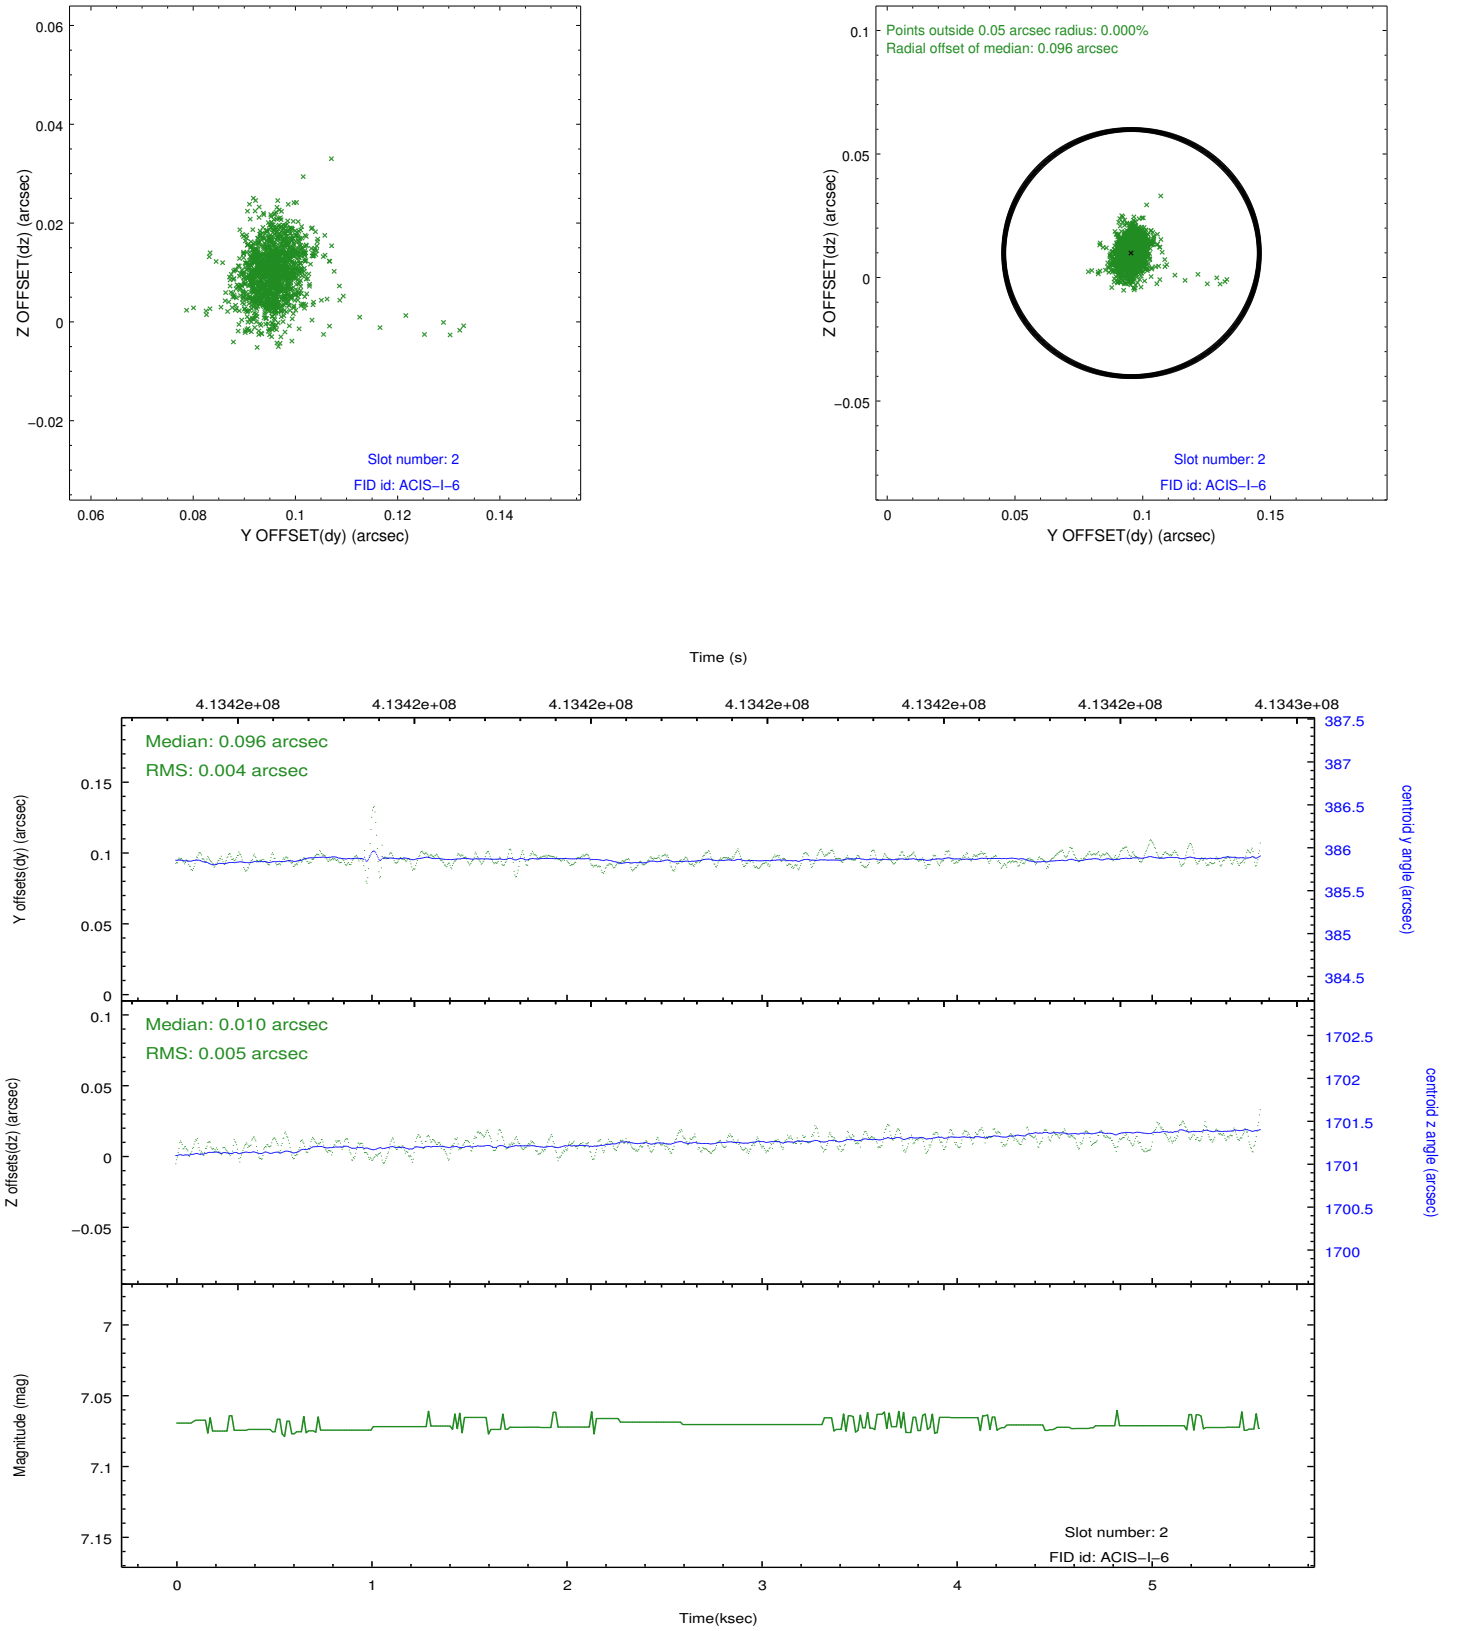 0.06
0.04
0.02
0
−0.02
Z OFFSET(dz) (arcsec)
Slot number: 2
FID id: ACIS−I−6
0.06
0.08
0.1
0.12
0.14
Y OFFSET(dy) (arcsec)
Points outside 0.05 arcsec radius: 0.000%
Radial offset of median: 0.096 arcsec
0.1
0.05
0
−0.05
Z OFFSET(dz) (arcsec)
Slot number: 2
FID id: ACIS−I−6
0
0.05
0.1
0.15
Y OFFSET(dy) (arcsec)
Time (s)
4.1342e+08
4.1342e+08
4.1342e+08
4.1342e+08
4.1342e+08
4.1342e+08
4.1343e+08
Median: 0.096 arcsec
RMS: 0.004 arcsec
0.15
0.1
0.05
0
Y offsets(dy) (arcsec)
387.5
387
386.5
386
385.5
385
384.5
centroid y angle (arcsec)
Median: 0.010 arcsec
RMS: 0.005 arcsec
0.1
0.05
0
−0.05
Z offsets(dz) (arcsec)
1702.5
1702
1701.5
1701
1700.5
1700
centroid z angle (arcsec)
7
7.05
7.1
7.15
Magnitude (mag)
Slot number: 2
FID id: ACIS−I−6
0
1
2
3
4
5
Time(ksec)